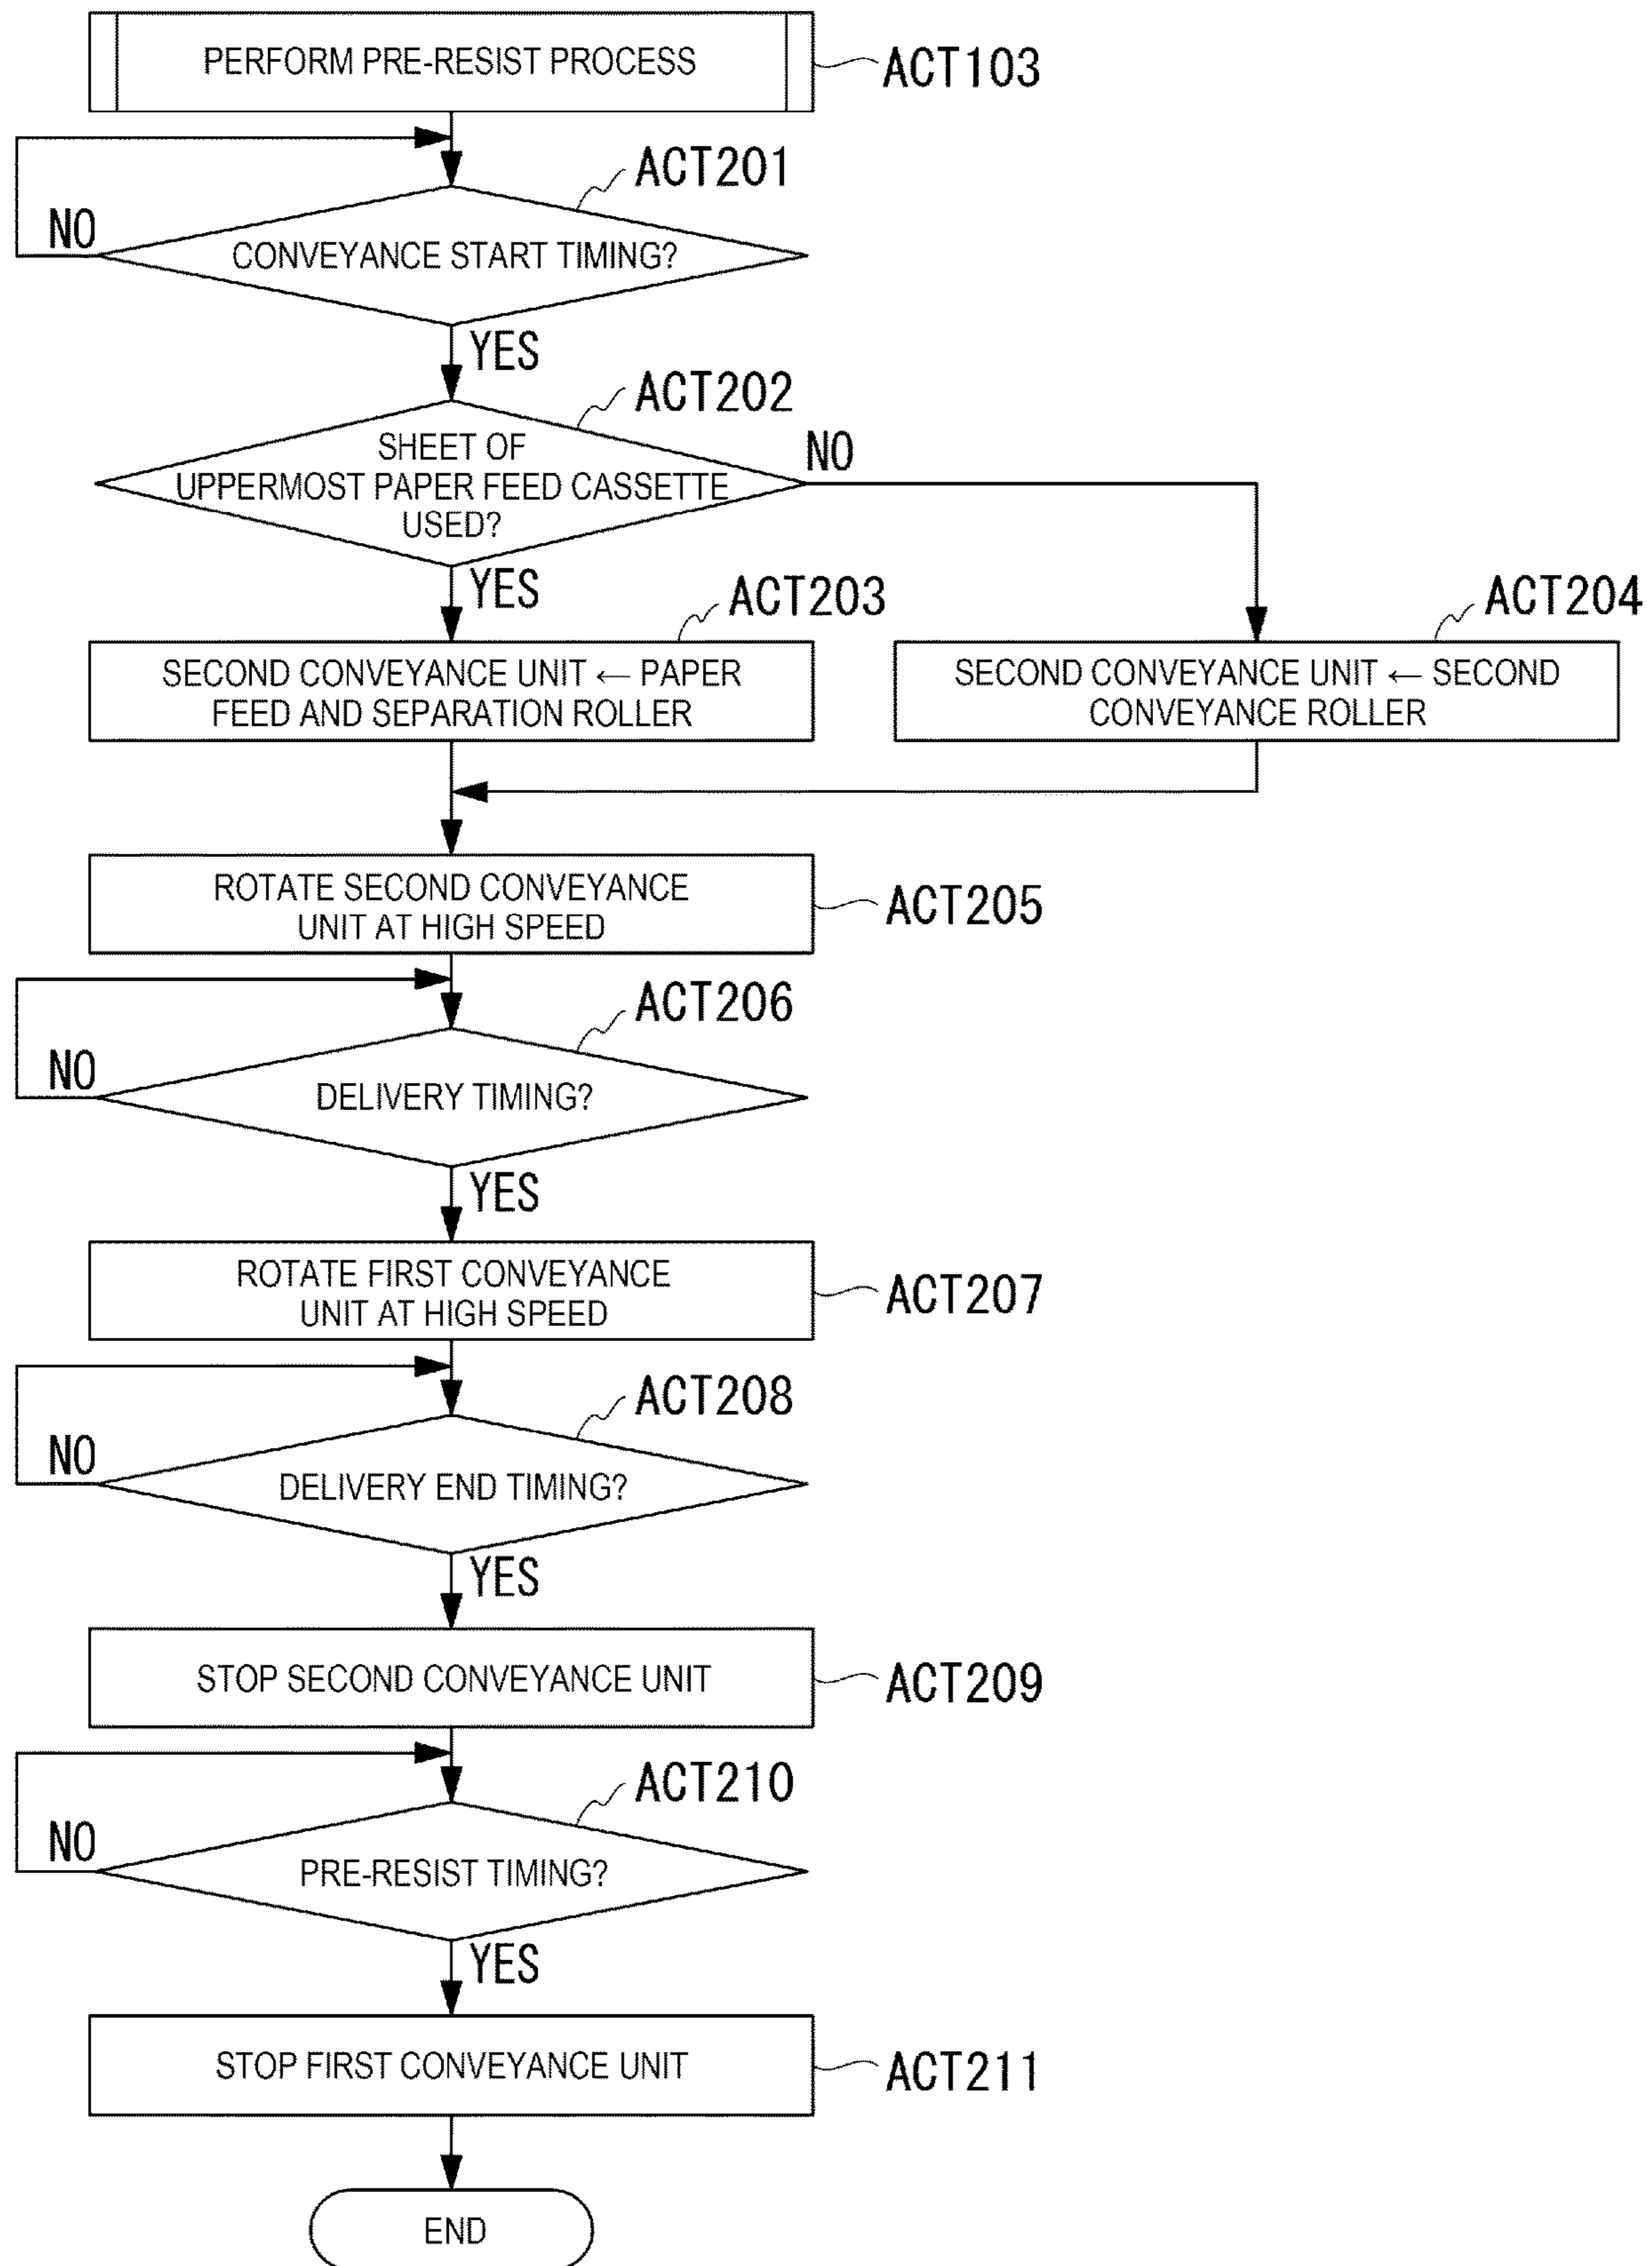 PERFORM PRE-RESIST PROCESS
ACT103
ACT201
NO
CONVEYANCE START TIMING?
YES
ACT202
SHEET OF
UPPERMOST PAPER FEED CASSETTE
USED?
NO
YES
ACT203
ACT204
SECOND CONVEYANCE UNIT ← PAPER
FEED AND SEPARATION ROLLER
SECOND CONVEYANCE UNIT ← SECOND
CONVEYANCE ROLLER
ROTATE SECOND CONVEYANCE
UNIT AT HIGH SPEED
ACT205
ACT206
NO
DELIVERY TIMING?
YES
ROTATE FIRST CONVEYANCE
UNIT AT HIGH SPEED
ACT207
ACT208
NO
DELIVERY END TIMING?
YES
STOP SECOND CONVEYANCE UNIT
ACT209
ACT210
NO
PRE-RESIST TIMING?
YES
STOP FIRST CONVEYANCE UNIT
ACT211
END